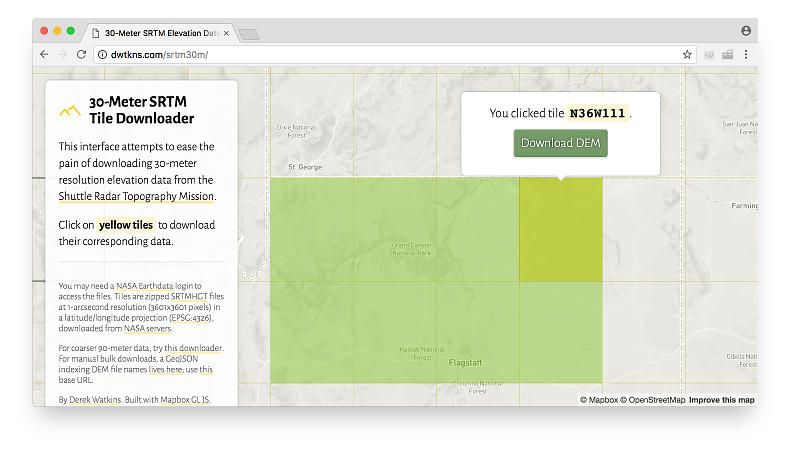 30-Meter SRTM Elevation Data
dwtkns.com/srtm30m/
30-Meter SRTM
Tile Downloader
This interface attempts to ease the
pain of downloading 30-meter
resolution elevation data from the
Shuttle Radar Topography Mission.
Click on yellow tiles to download
their corresponding data.
You may need a NASA Earthdata login to
access the files. Tiles are zipped SRTMHGT files
at 1-arcsecond resolution (3601x3601 pixels) in
a latitude/longitude projection (EPSG:4326),
downloaded from NASA servers.
For coarser 90-meter data, try this downloader.
For manual bulk downloads, a GeoJSON
indexing DEM file names lives here; use this
base URL.
By Derek Watkins. Built with Mapbox GL JS.
You clicked tile N36W111.
Download DEM
Dixie National
Forest
St. George
San Juan Na
Forest
Farming
Grand Canyon
National Park
Kaibab National
Forest
Flagstaff
Coconino National
Forest
Cibola Nati
Forest
© Mapbox © OpenStreetMap Improve this map